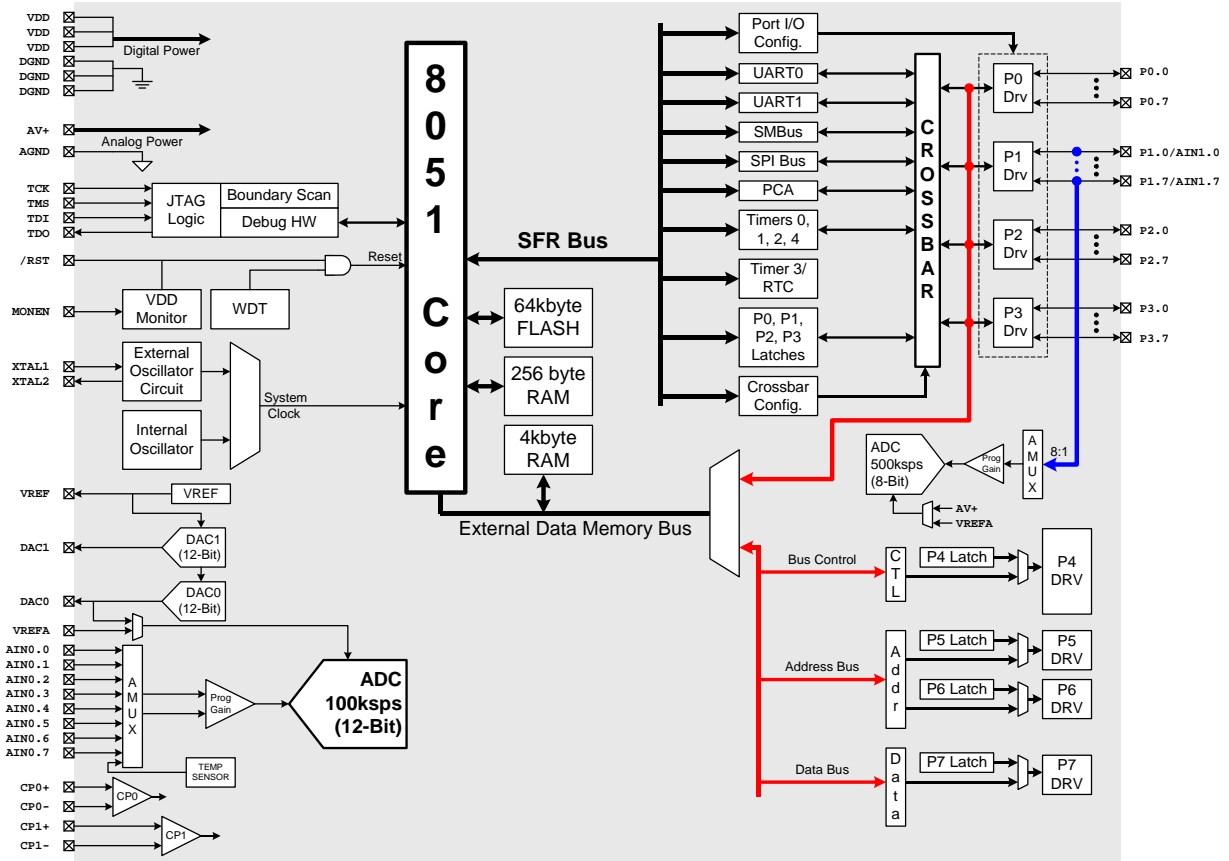 VDD
VDD
VDD
Digital Power
DGND
DGND
DGND
AV+
Analog Power
AGND
TCK
TMS
TDI
TDO
JTAG
Logic
Boundary Scan
Debug HW
/RST
Reset
MONEN
VDD
Monitor
WDT
XTAL1
XTAL2
External
Oscillator
Circuit
System
Clock
Internal
Oscillator
VREF
VREF
DAC1
DAC1
(12-Bit)
DAC0
DAC0
(12-Bit)
VREFA
AIN0.0
AIN0.1
AIN0.2
AIN0.3
AIN0.4
AIN0.5
AIN0.6
AIN0.7
AMUX
Prog
Gain
ADC
100ksps
(12-Bit)
TEMP
SENSOR
CP0+
CP0-
CP0
CP1+
CP1-
CP1
8051 Core
SFR Bus
64kbyte
FLASH
256 byte
RAM
4kbyte
RAM
External Data Memory Bus
Port I/O
Config.
UART0
UART1
SMBus
SPI Bus
PCA
Timers 0,
1, 2, 4
Timer 3/
RTC
P0, P1,
P2, P3
Latches
Crossbar
Config.
CROSSBAR
P0
Drv
P1
Drv
P2
Drv
P3
Drv
P0.0
P0.7
P1.0/AIN1.0
P1.7/AIN1.7
P2.0
P2.7
P3.0
P3.7
ADC
500ksps
(8-Bit)
Prog
Gain
AMUX
8:1
AV+
VREFA
Bus Control
CTL
P4 Latch
P4
DRV
Address Bus
Addr
P5 Latch
P5
DRV
P6 Latch
P6
DRV
Data Bus
Data
P7 Latch
P7
DRV